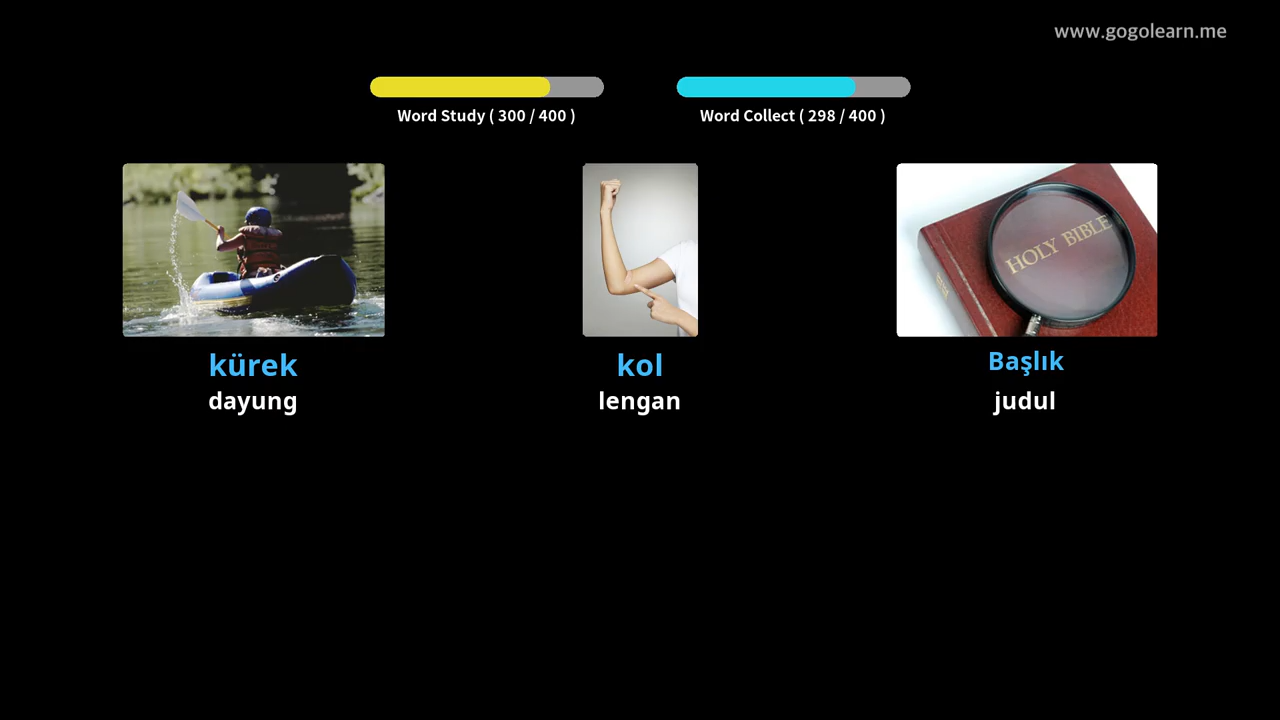 www.gogolearn.me
Word Study ( 300 / 400 )
Word Collect ( 298 / 400 )
HOLY BIBLE
kürek
dayung
kol
lengan
Başlık
judul